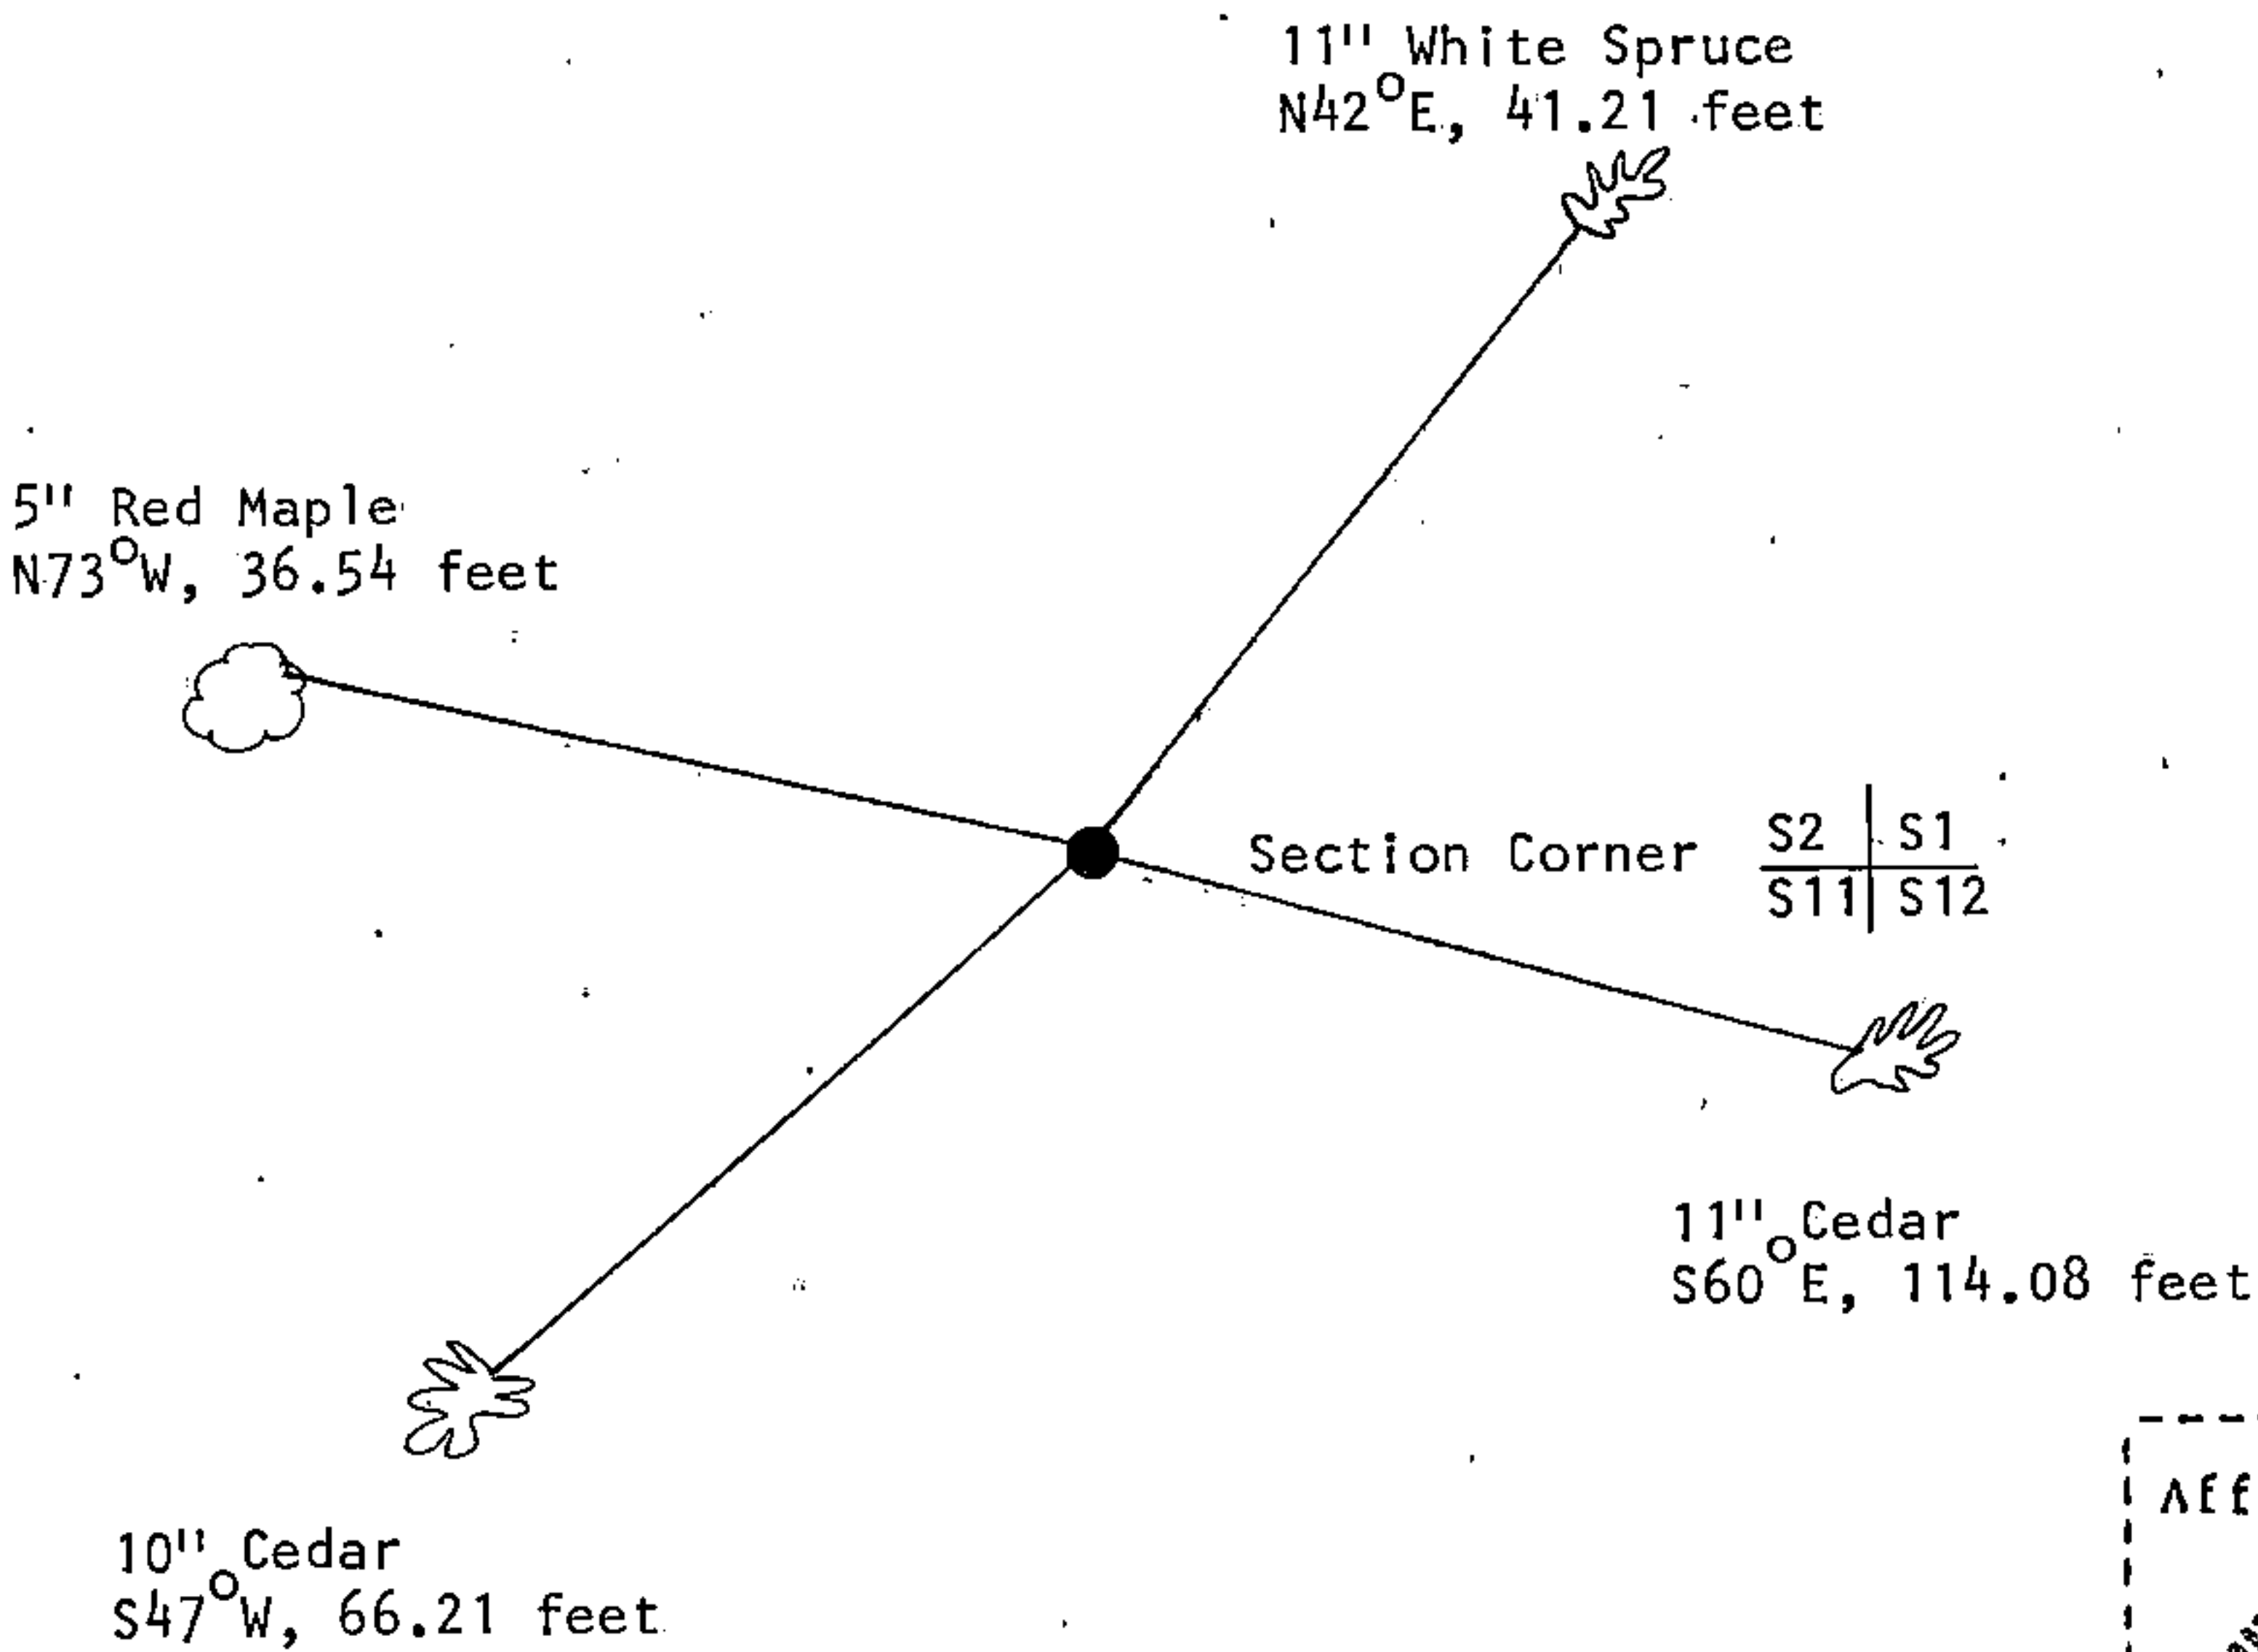 11" White Spruce
N42°E, 41.21 feet
5" Red Maple
N73°W, 36.54 feet
Section Corner
S2 S1
S11 S12
11" Cedar
S60°E, 114.08 feet
10" Cedar
S47°W, 66.21 feet
Aff